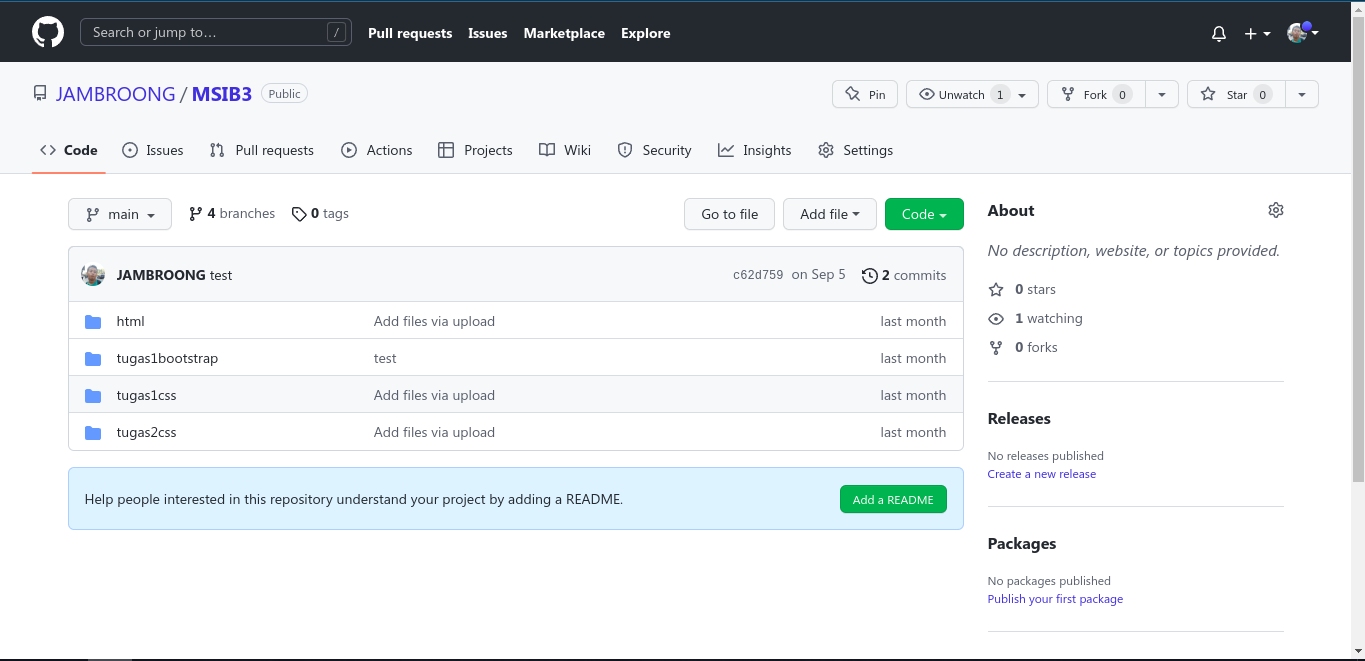 Search or jump to… /
Pull requests Issues Marketplace Explore
JAMBROONG / MSIB3 Public
Pin Unwatch 1 Fork 0 Star 0
Code Issues Pull requests Actions Projects Wiki Security Insights Settings
main 4 branches 0 tags Go to file Add file Code
JAMBROONG test c62d759 on Sep 5 2 commits
html Add files via upload last month
tugas1bootstrap test last month
tugas1css Add files via upload last month
tugas2css Add files via upload last month
Help people interested in this repository understand your project by adding a README. Add a README
About
No description, website, or topics provided.
0 stars
1 watching
0 forks
Releases
No releases published
Create a new release
Packages
No packages published
Publish your first package